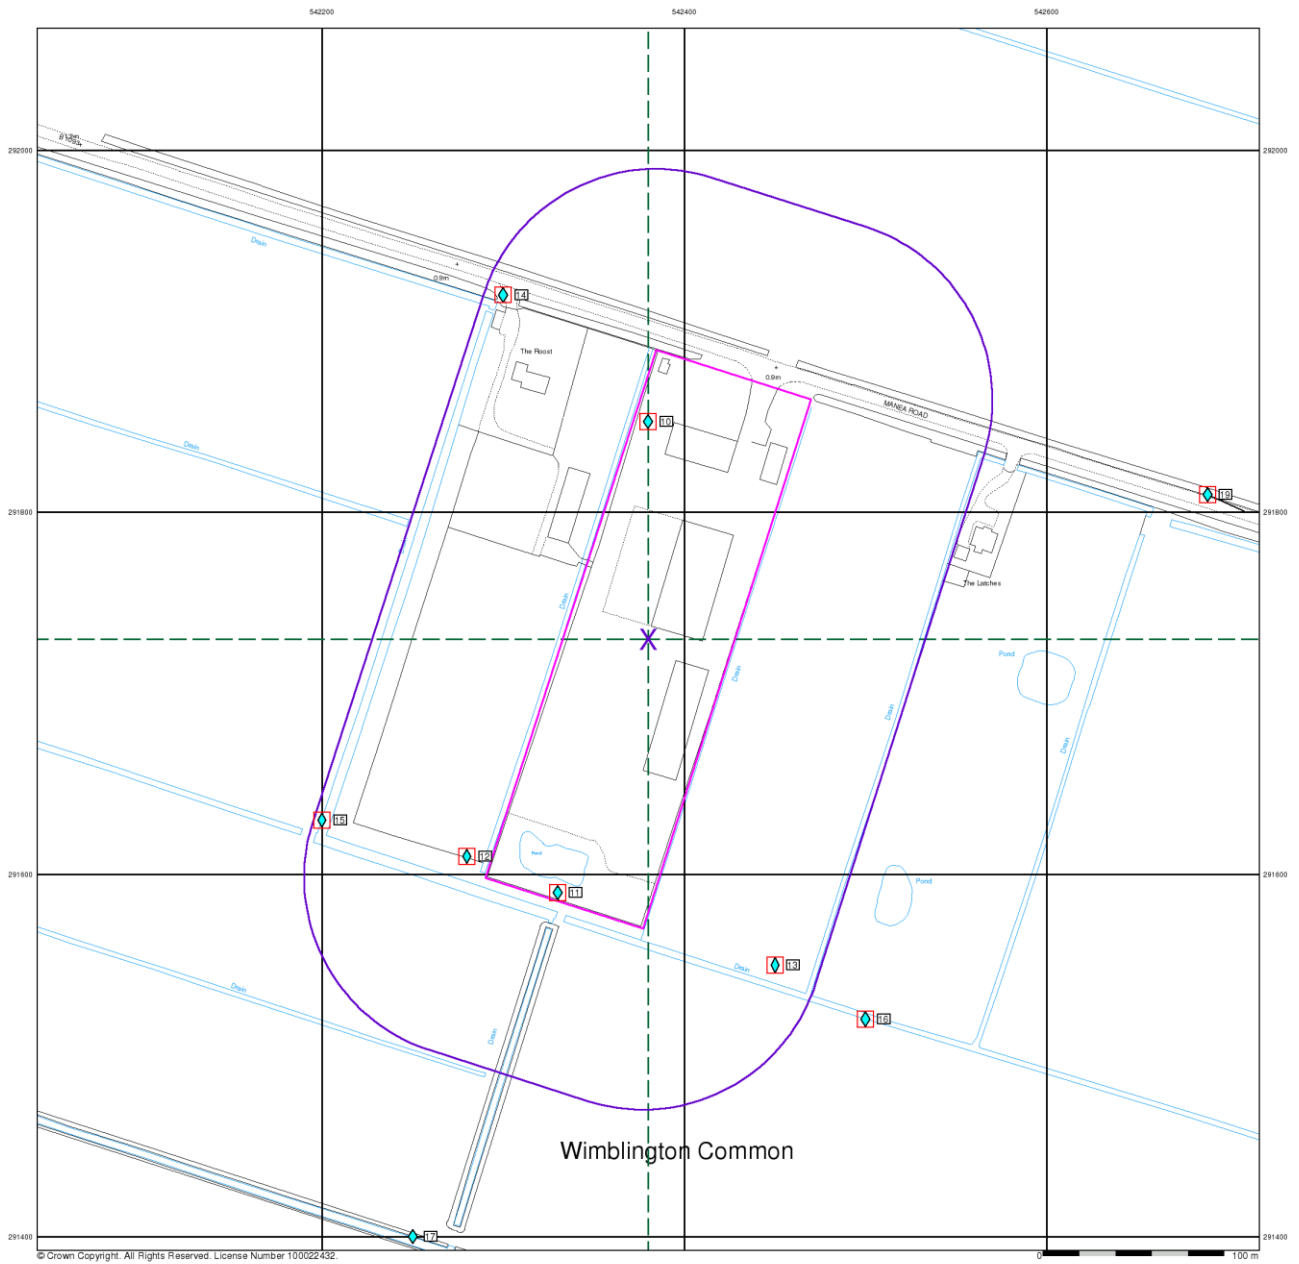 542200
542400
542600
292000
292000
Drain
0.9m
14
The Roost
0.9m
10
MANEA ROAD
Drain
19
291800
291800
The Latches
Drain
Pond
Drain
Drain
Drain
15
12
Pond
291600
11
Pond
291600
13
Drain
Drain
16
Drain
Wimblington Common
291400
17
291400
© Crown Copyright. All Rights Reserved. License Number 100022432.
0
100 m